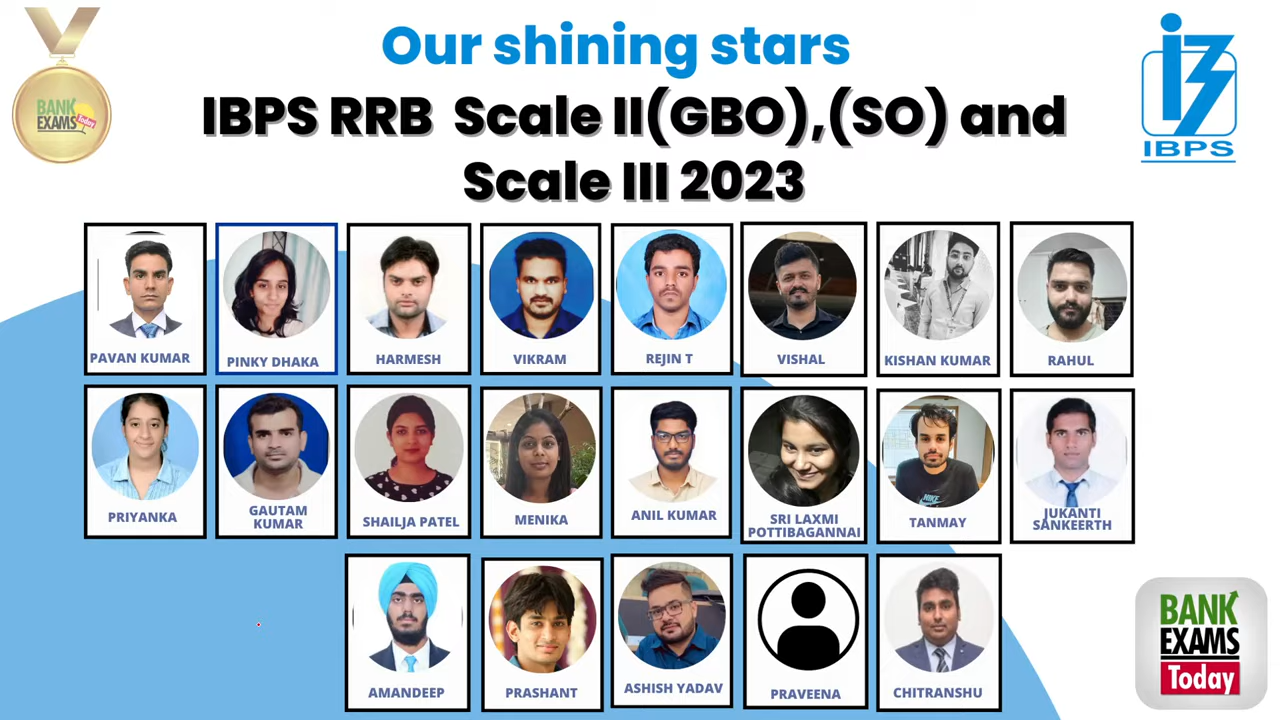 Our shining stars
IBPS RRB Scale II(GBO),(SO) and
Scale III 2023
BANK
EXAMS
Today
IBPS
PAVAN KUMAR
PINKY DHAKA
HARMESH
VIKRAM
REJIN T
VISHAL
KISHAN KUMAR
RAHUL
PRIYANKA
GAUTAM
KUMAR
SHAILJA PATEL
MENIKA
ANIL KUMAR
SRI LAXMI
POTTIBAGANNAI
TANMAY
NIKE
JUKANTI
SANKEERTH
AMANDEEP
PRASHANT
ASHISH YADAV
PRAVEENA
CHITRANSHU
BANK
EXAMS
Today